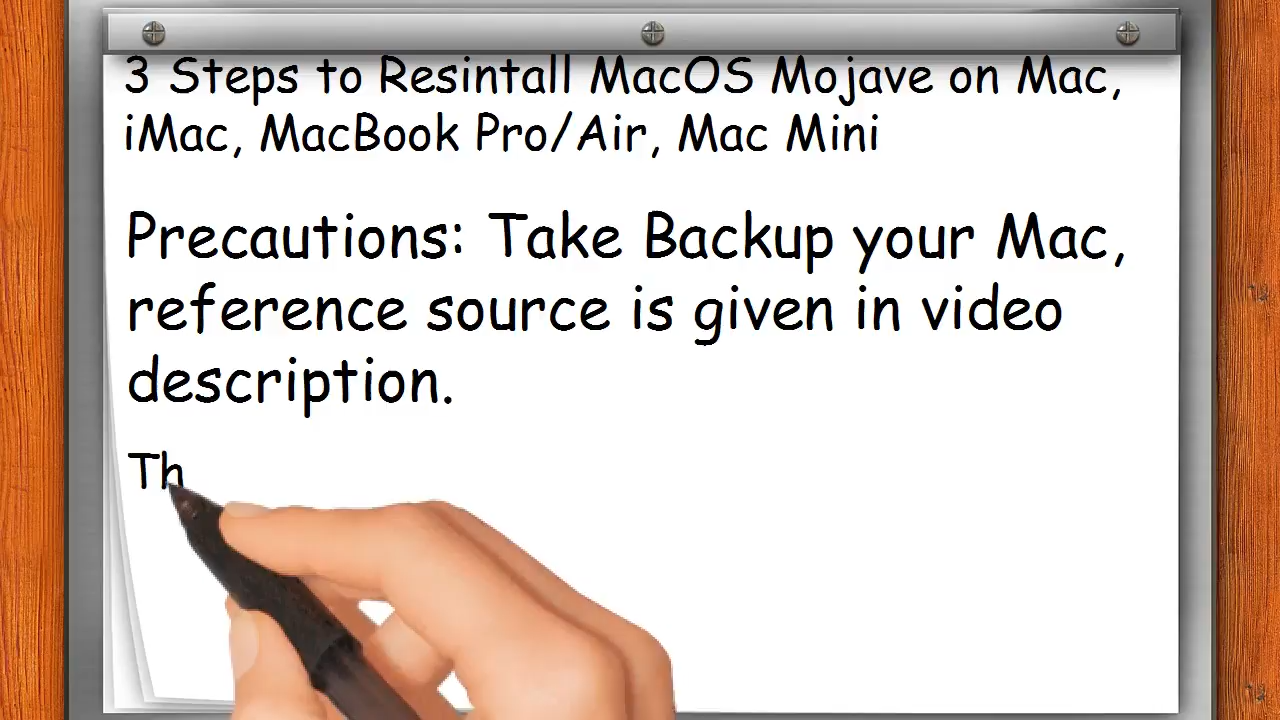 3 Steps to Resintall MacOS Mojave on Mac,
iMac, MacBook Pro/Air, Mac Mini
Precautions: Take Backup your Mac,
reference source is given in video
description.
Th